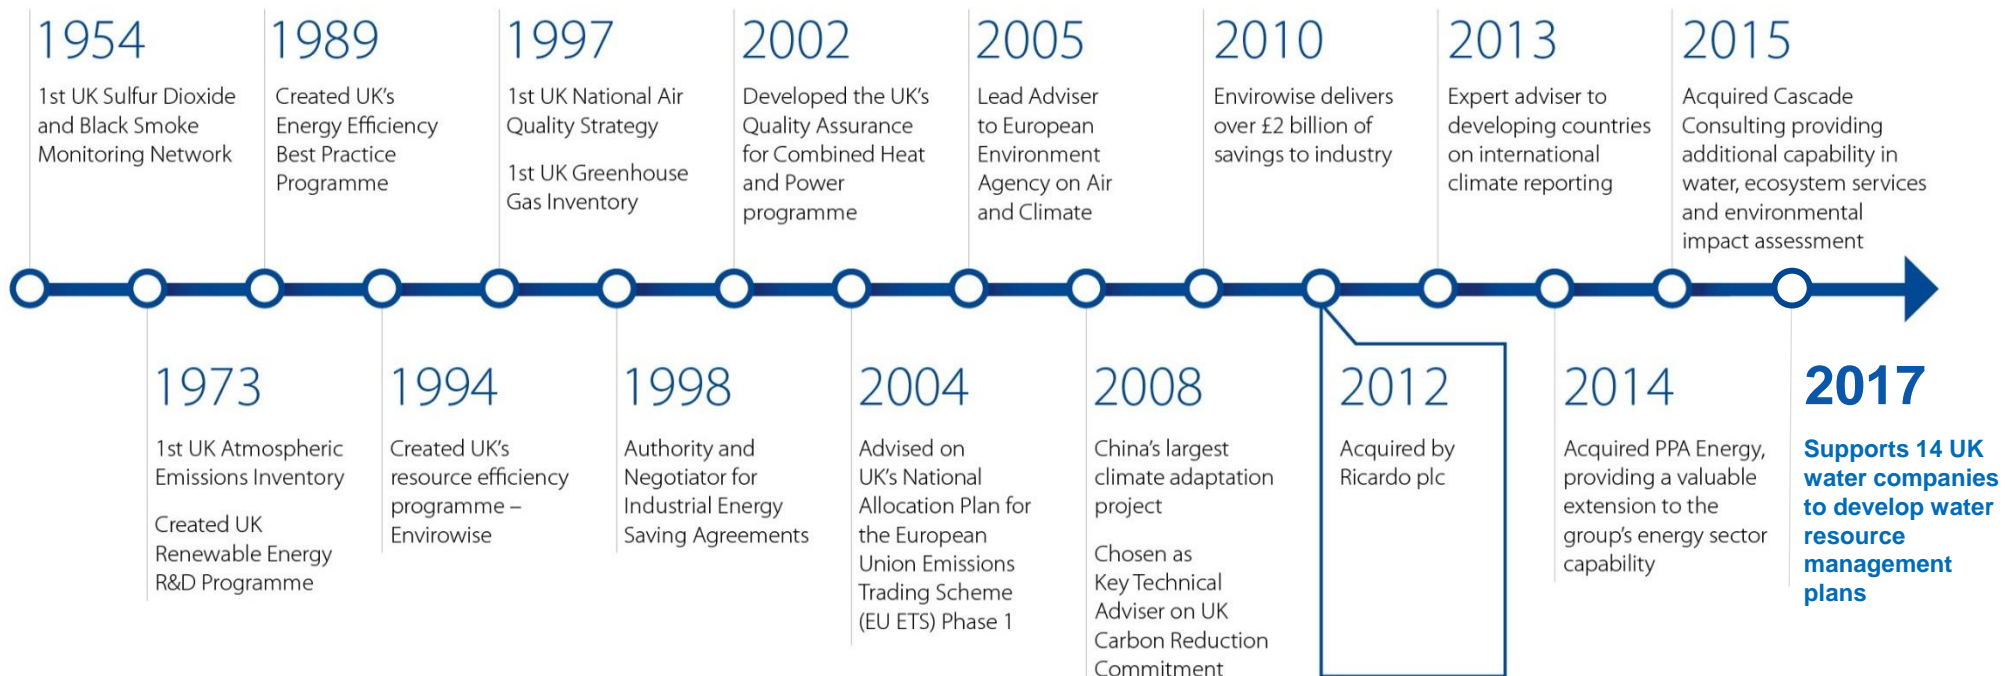 1954
1st UK Sulfur Dioxide
and Black Smoke
Monitoring Network
1989
Created UK's
Energy Efficiency
Best Practice
Programme
1997
1st UK National Air
Quality Strategy
1st UK Greenhouse
Gas Inventory
2002
Developed the UK's
Quality Assurance
for Combined Heat
and Power
programme
2005
Lead Adviser
to European
Environment
Agency on Air
and Climate
2010
Envirowise delivers
over £2 billion of
savings to industry
2013
Expert adviser to
developing countries
on international
climate reporting
2015
Acquired Cascade
Consulting providing
additional capability in
water, ecosystem services
and environmental
impact assessment
1973
1st UK Atmospheric
Emissions Inventory
Created UK
Renewable Energy
R&D Programme
1994
Created UK's
resource efficiency
programme –
Envirowise
1998
Authority and
Negotiator for
Industrial Energy
Saving Agreements
2004
Advised on
UK's National
Allocation Plan for
the European
Union Emissions
Trading Scheme
(EU ETS) Phase 1
2008
China's largest
climate adaptation
project
Chosen as
Key Technical
Adviser on UK
Carbon Reduction
Commitment
2012
Acquired by
Ricardo plc
2014
Acquired PPA Energy,
providing a valuable
extension to the
group's energy sector
capability
2017
Supports 14 UK
water companies
to develop water
resource
management
plans